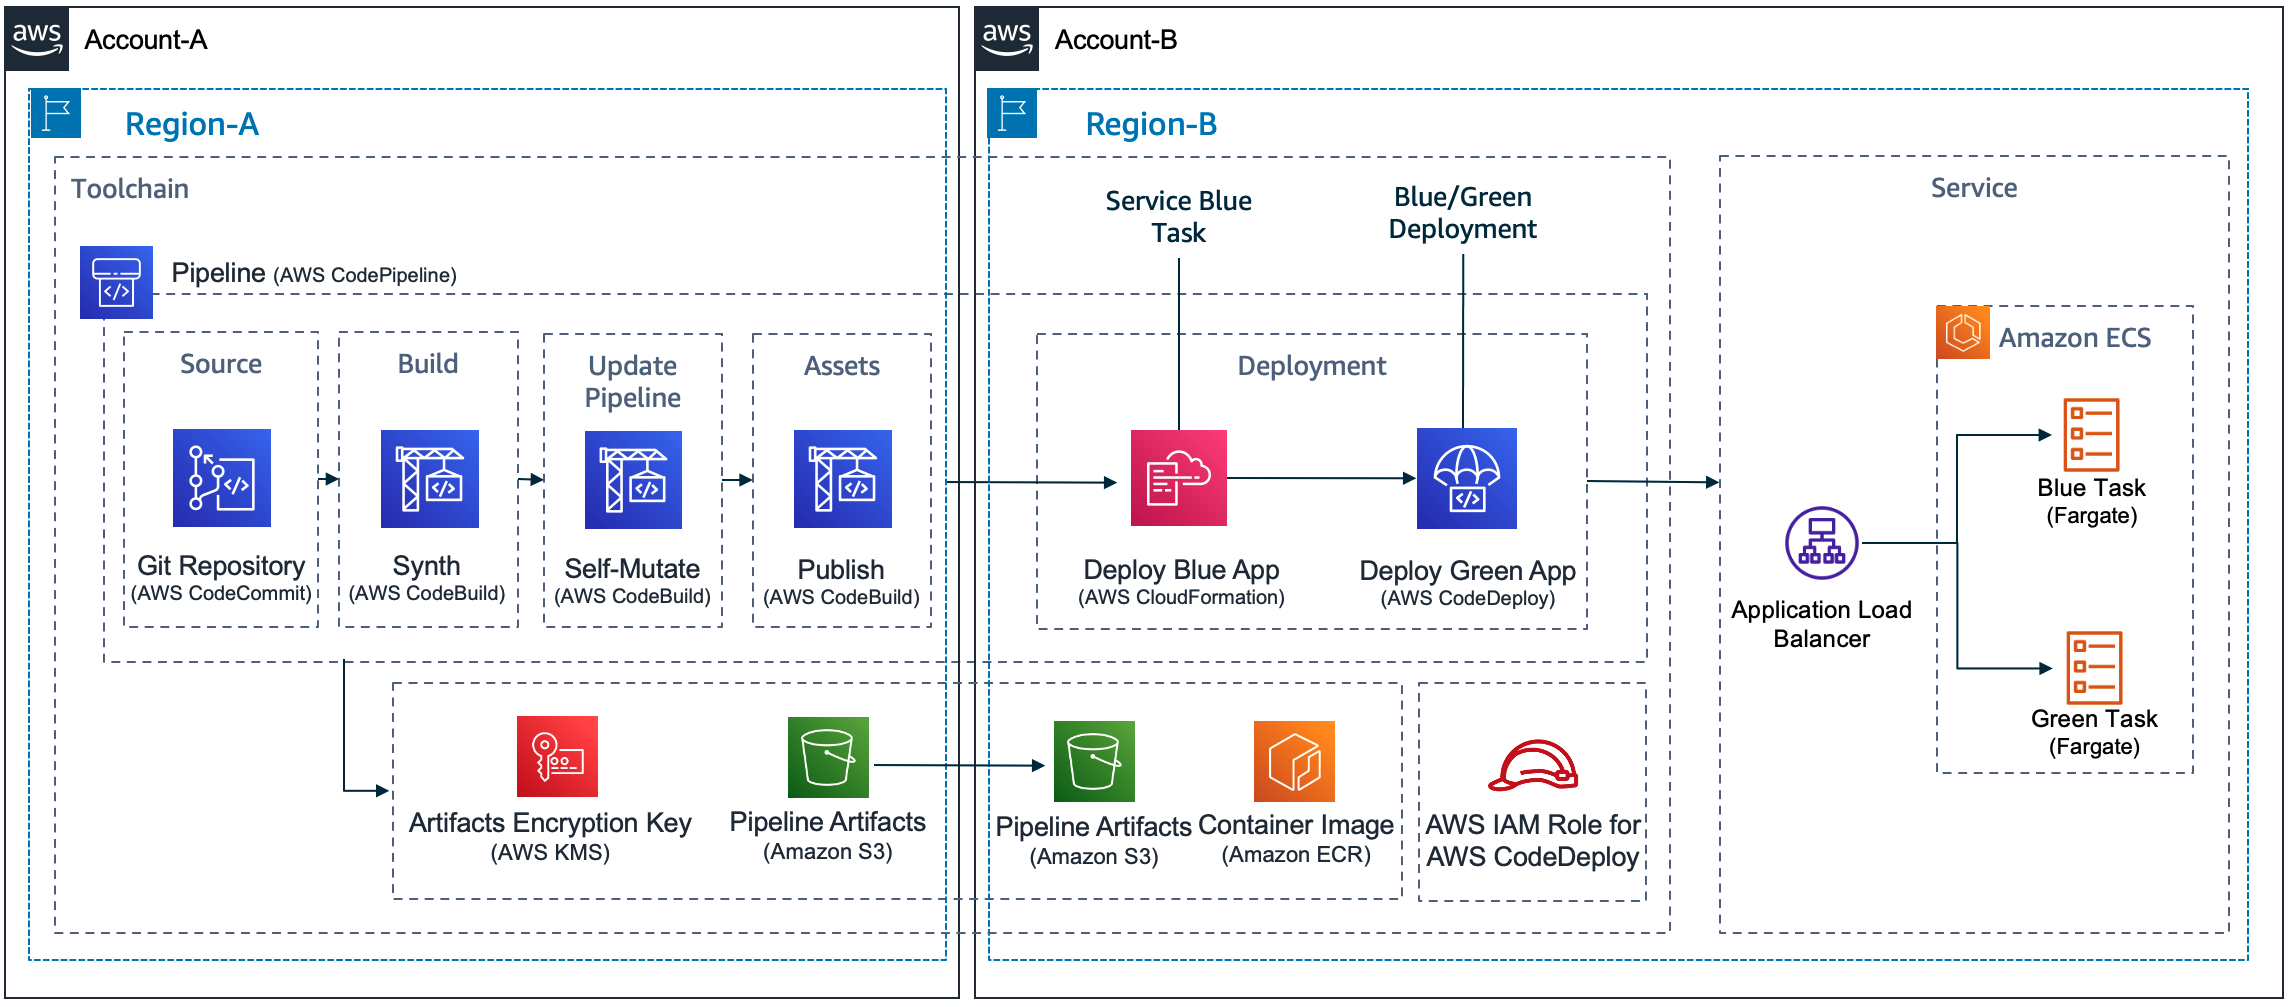 aws
Account-A
Region-A
Toolchain
Pipeline (AWS CodePipeline)
Source
Git Repository
(AWS CodeCommit)
Build
Synth
(AWS CodeBuild)
Update
Pipeline
Self-Mutate
(AWS CodeBuild)
Assets
Publish
(AWS CodeBuild)
Artifacts Encryption Key
(AWS KMS)
Pipeline Artifacts
(Amazon S3)
aws
Account-B
Region-B
Service Blue
Task
Blue/Green
Deployment
Deployment
Deploy Blue App
(AWS CloudFormation)
Deploy Green App
(AWS CodeDeploy)
Pipeline Artifacts
(Amazon S3)
Container Image
(Amazon ECR)
AWS IAM Role for
AWS CodeDeploy
Service
Application Load
Balancer
Amazon ECS
Blue Task
(Fargate)
Green Task
(Fargate)